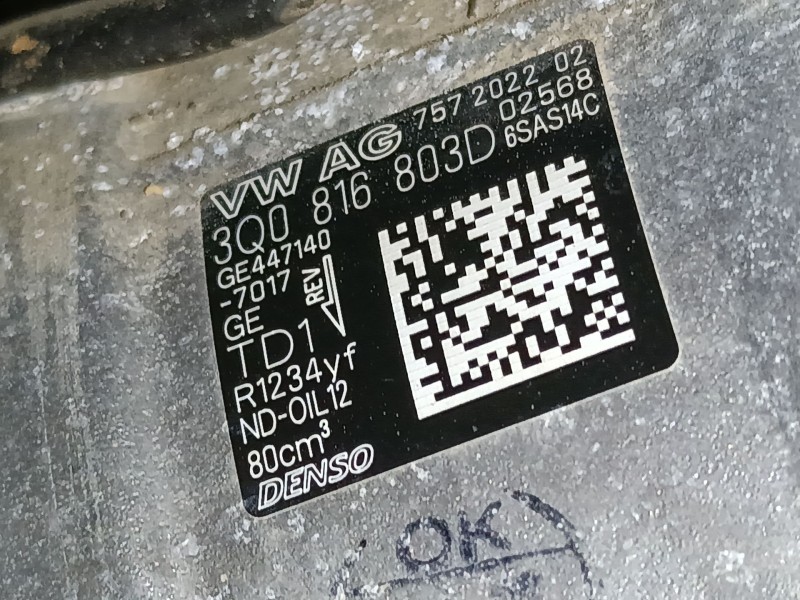 VW AG 757 2022 02
02568
3Q0 816 803D 6SAS14C
GE447140
-7017
REV
GE
TD1
R1234yf
ND-OIL12
80cm³
DENSO
OK